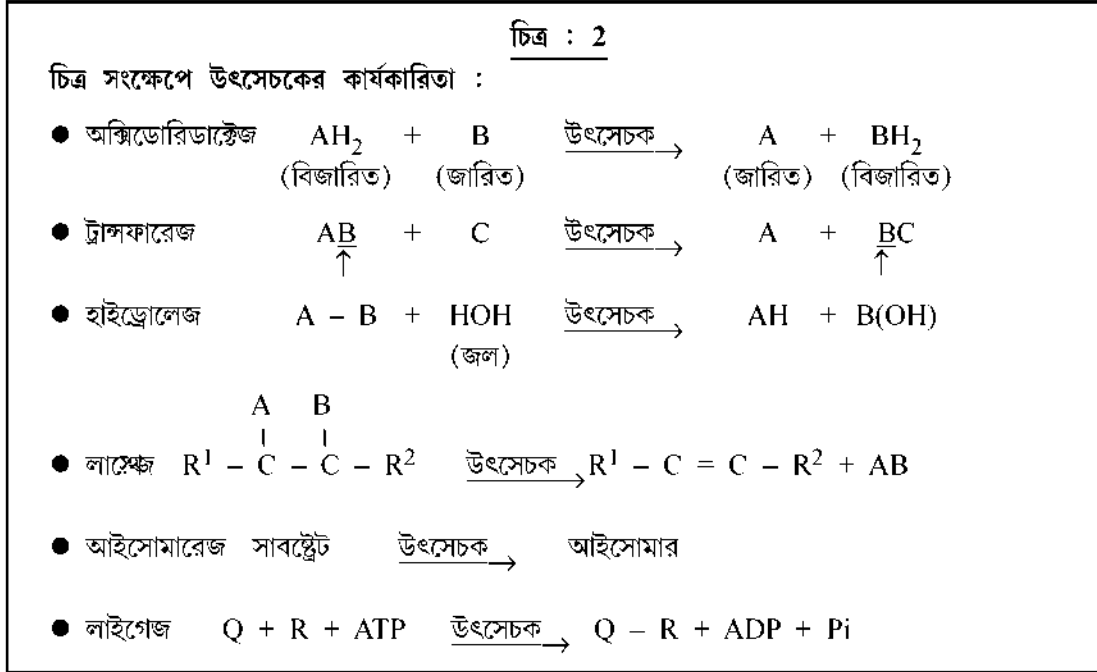 চিত্র : 2
চিত্র সংক্ষেপে উৎসেচকের কার্যকারিতা :
● অক্সিডোরিডাক্টেজ AH₂ + B উৎসেচক → A + BH₂
(বিজারিত) (জারিত) (জারিত) (বিজারিত)
● ট্রান্সফারেজ AB + C উৎসেচক → A + BC
↑ ↑
● হাইড্রোলেজ A – B + HOH উৎসেচক → AH + B(OH)
(জল)
A B
● R¹ – C – C – R² উৎসেচক → R¹ – C = C – R² + AB
● আইসোমারেজ সাবষ্ট্রেট উৎসেচক → আইসোমার
● লাইগেজ Q + R + ATP উৎসেচক → Q – R + ADP + Pi